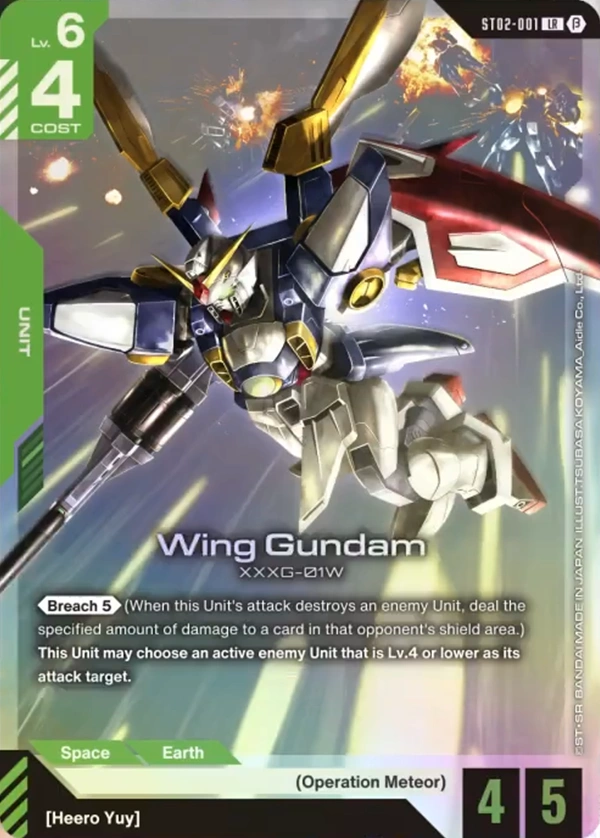 Lv. 6
4
COST
ST02-001 LR β
UNIT
Wing Gundam
XXXG-01W
Breach 5 (When this Unit's attack destroys an enemy Unit, deal the
specified amount of damage to a card in that opponent's shield area.)
This Unit may choose an active enemy Unit that is Lv.4 or lower as its
attack target.
©ST•SR BANDAI MADE IN JAPAN ILLUST:TSUBASA KOYAMA_Aidle Co., Ltd.
Space Earth
(Operation Meteor)
[Heero Yuy]
4 5